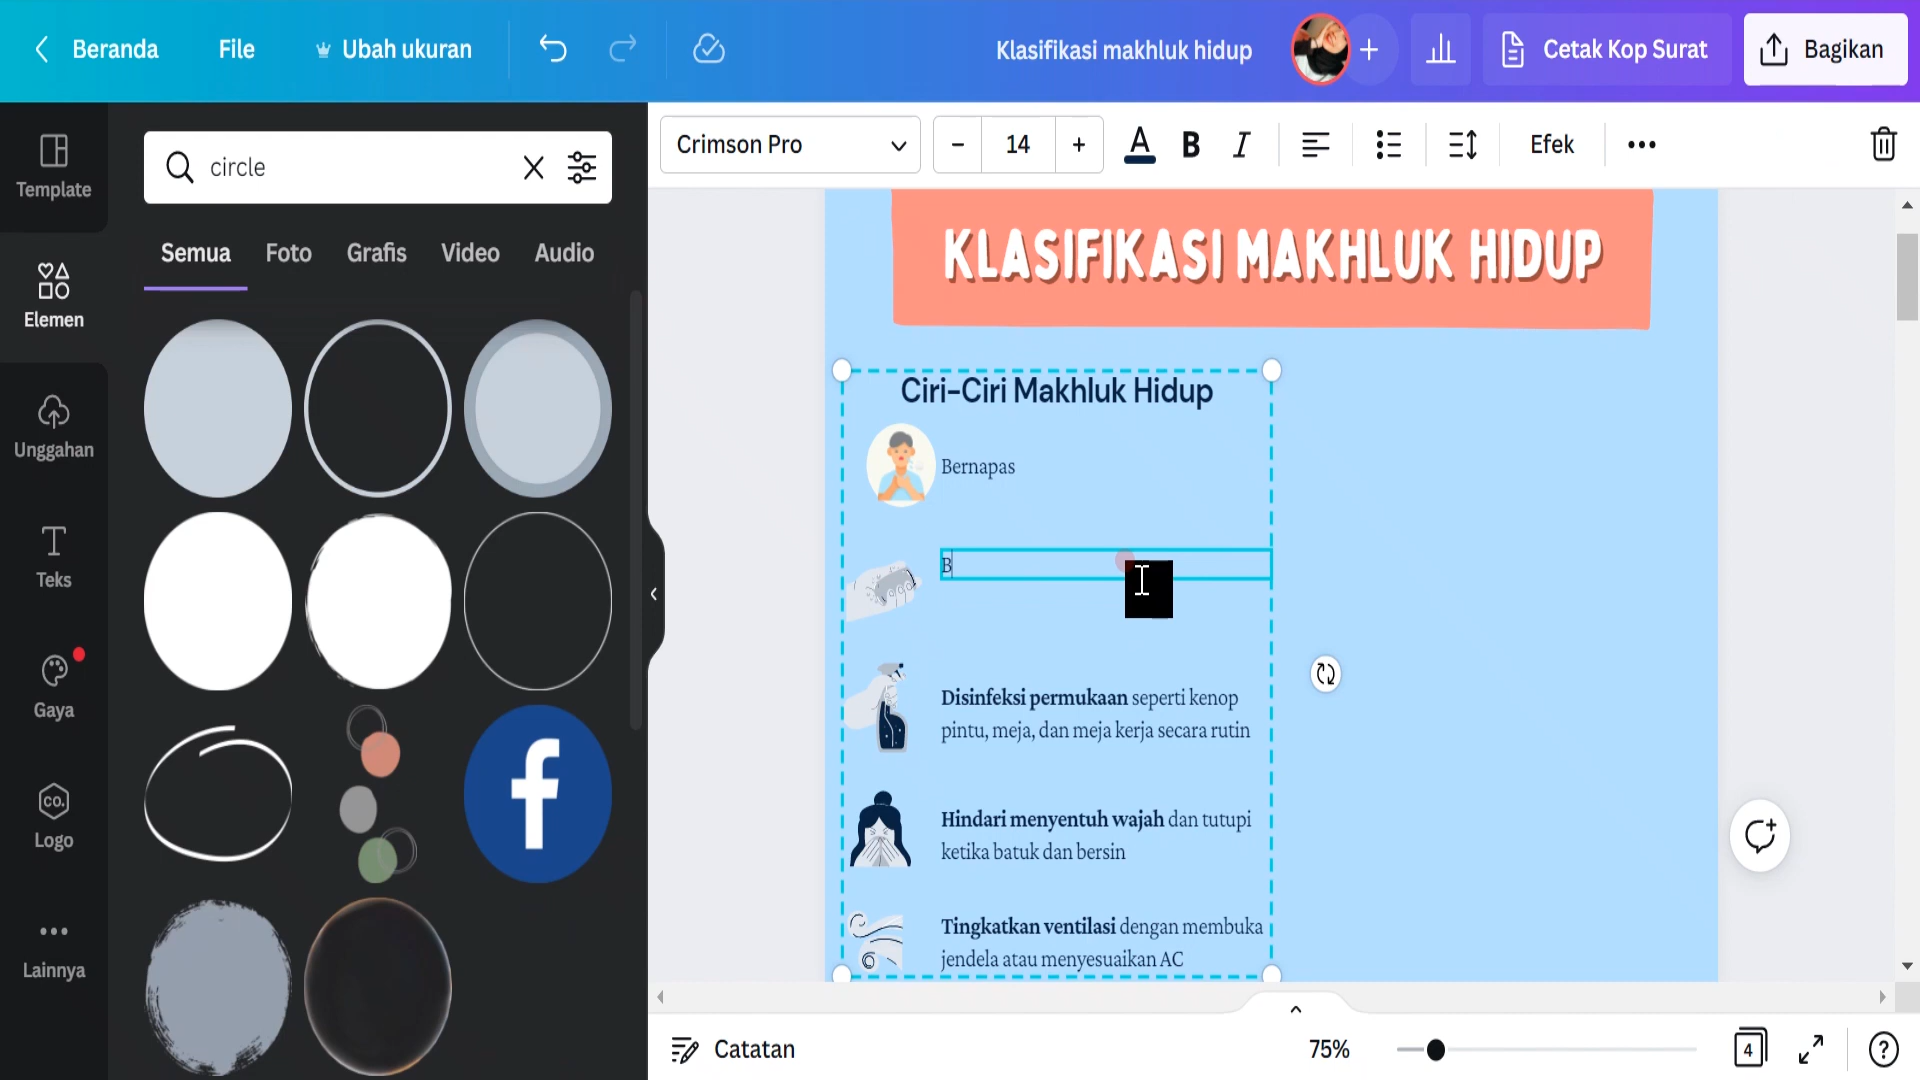 Beranda
File
Ubah ukuran
Klasifikasi makhluk hidup
Cetak Kop Surat
Bagikan
Template
Elemen
Unggahan
Teks
Gaya
CO.
Logo
Lainnya
circle
Semua
Foto
Grafis
Video
Audio
f
Crimson Pro
14
A
B
I
Efek
KLASIFIKASI MAKHLUK HIDUP
Ciri-Ciri Makhluk Hidup
Bernapas
B
Disinfeksi permukaan seperti kenop
pintu, meja, dan meja kerja secara rutin
Hindari menyentuh wajah dan tutupi
ketika batuk dan bersin
Tingkatkan ventilasi dengan membuka
jendela atau menyesuaikan AC
Catatan
75%
4
?